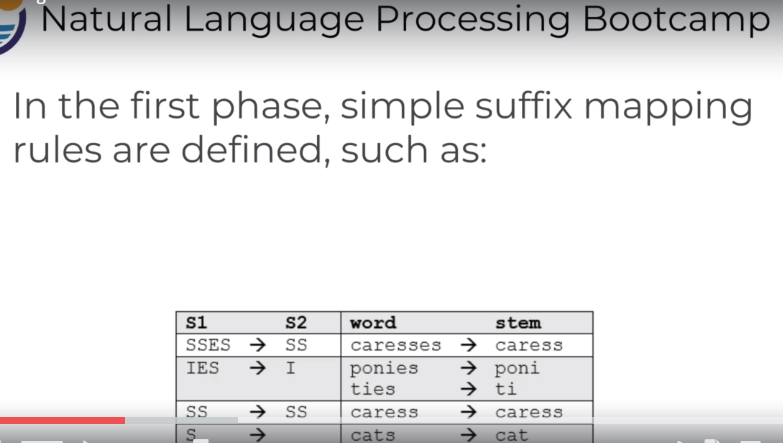 Natural Language Processing Bootcamp
In the first phase, simple suffix mapping
rules are defined, such as:
S1 S2 word stem
SSES → SS caresses → caress
IES → I ponies → poni
ties → ti
SS → SS caress → caress
S → cats → cat